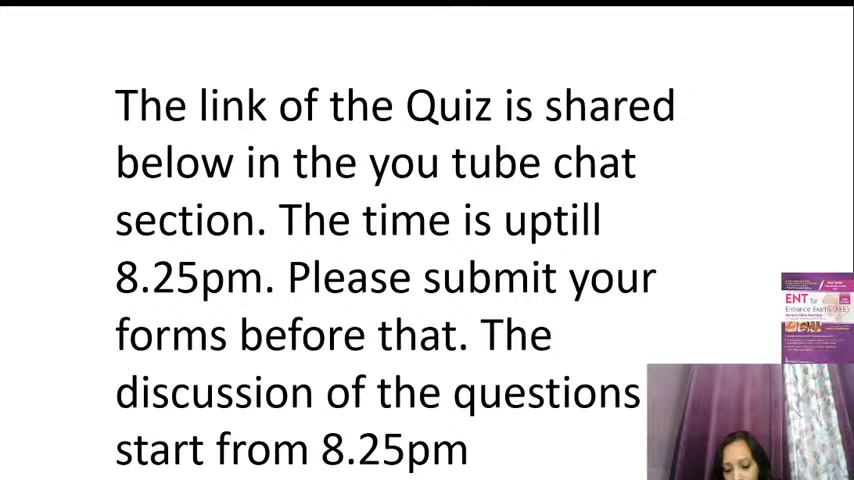 The link of the Quiz is shared
below in the you tube chat
section. The time is uptill
8.25pm. Please submit your
forms before that. The
discussion of the questions
start from 8.25pm
ENT for
Entrance Exams (EEE)